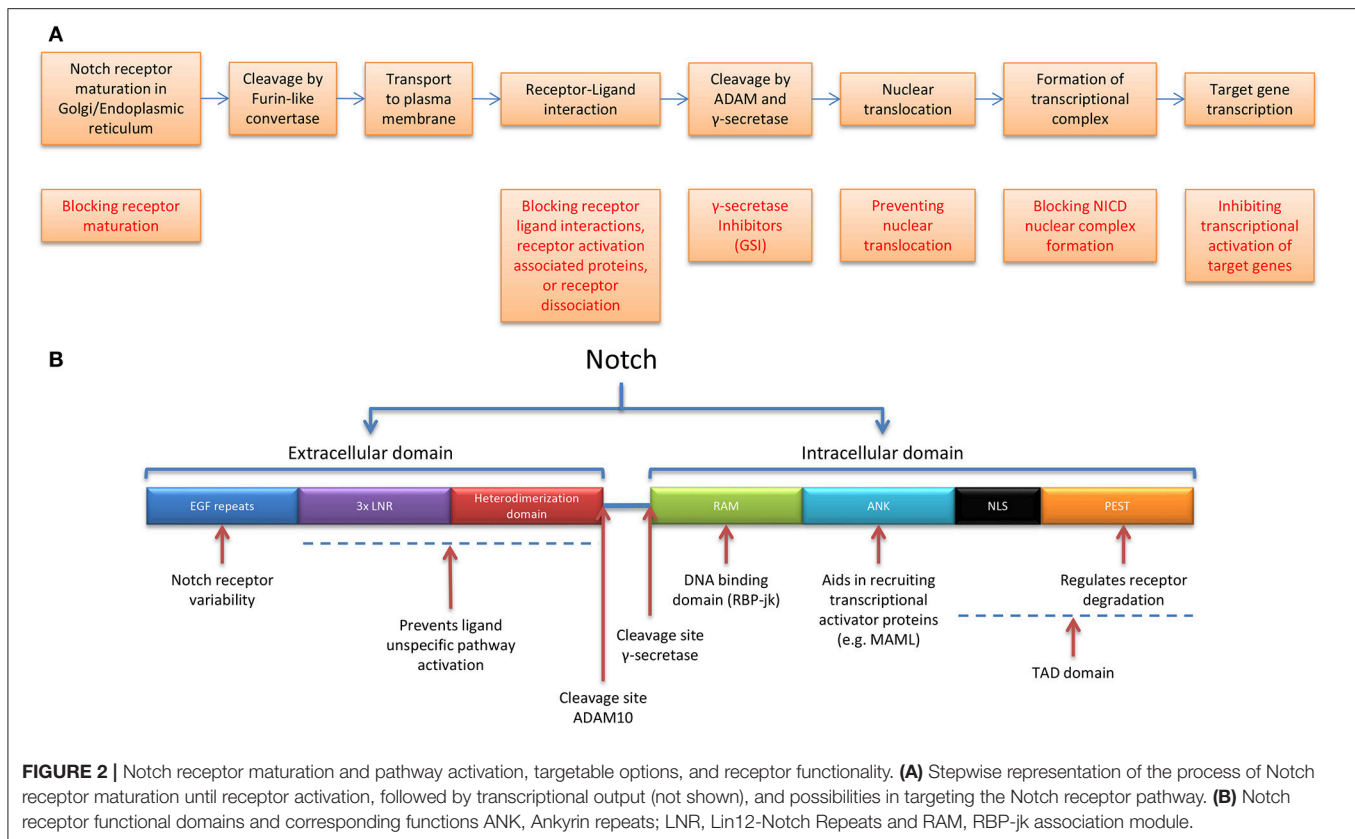 A
Notch receptor
maturation in
Golgi/Endoplasmic
reticulum
Cleavage by
Furin-like
convertase
Transport
to plasma
membrane
Receptor-Ligand
interaction
Cleavage by
ADAM and
γ-secretase
Nuclear
translocation
Formation of
transcriptional
complex
Target gene
transcription
Blocking receptor
maturation
Blocking receptor
ligand interactions,
receptor activation
associated proteins,
or receptor
dissociation
γ-secretase
Inhibitors
(GSI)
Preventing
nuclear
translocation
Blocking NICD
nuclear complex
formation
Inhibiting
transcriptional
activation of
target genes
B
Notch
Extracellular domain
Intracellular domain
EGF repeats
3x LNR
Heterodimerization
domain
RAM
ANK
NLS
PEST
Notch receptor
variability
Prevents ligand
unspecific pathway
activation
Cleavage site
ADAM10
Cleavage site
γ-secretase
DNA binding
domain (RBP-jk)
Aids in recruiting
transcriptional
activator proteins
(e.g. MAML)
Regulates receptor
degradation
TAD domain
FIGURE 2 | Notch receptor maturation and pathway activation, targetable options, and receptor functionality. (A) Stepwise representation of the process of Notch
receptor maturation until receptor activation, followed by transcriptional output (not shown), and possibilities in targeting the Notch receptor pathway. (B) Notch
receptor functional domains and corresponding functions ANK, Ankyrin repeats; LNR, Lin12-Notch Repeats and RAM, RBP-jk association module.